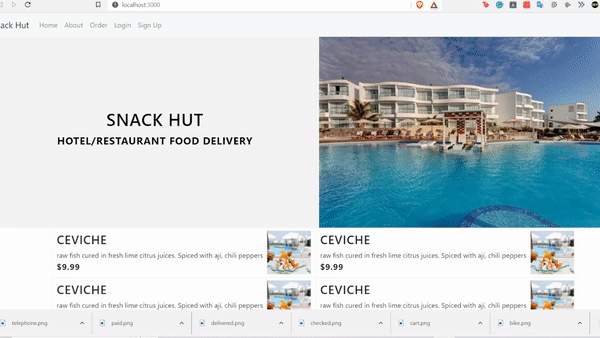 localhost:3000
ack Hut Home About Order Login Sign Up
SNACK HUT
HOTEL/RESTAURANT FOOD DELIVERY
CEVICHE
raw fish cured in fresh lime citrus juices. Spiced with ají, chili peppers
$9.99
CEVICHE
raw fish cured in fresh lime citrus juices. Spiced with ají, chili peppers
$9.99
CEVICHE
raw fish cured in fresh lime citrus juices. Spiced with ají, chili peppers
CEVICHE
raw fish cured in fresh lime citrus juices. Spiced with ají, chili peppers
telephone.png paid.png delivered.png checked.png cart.png bike.png